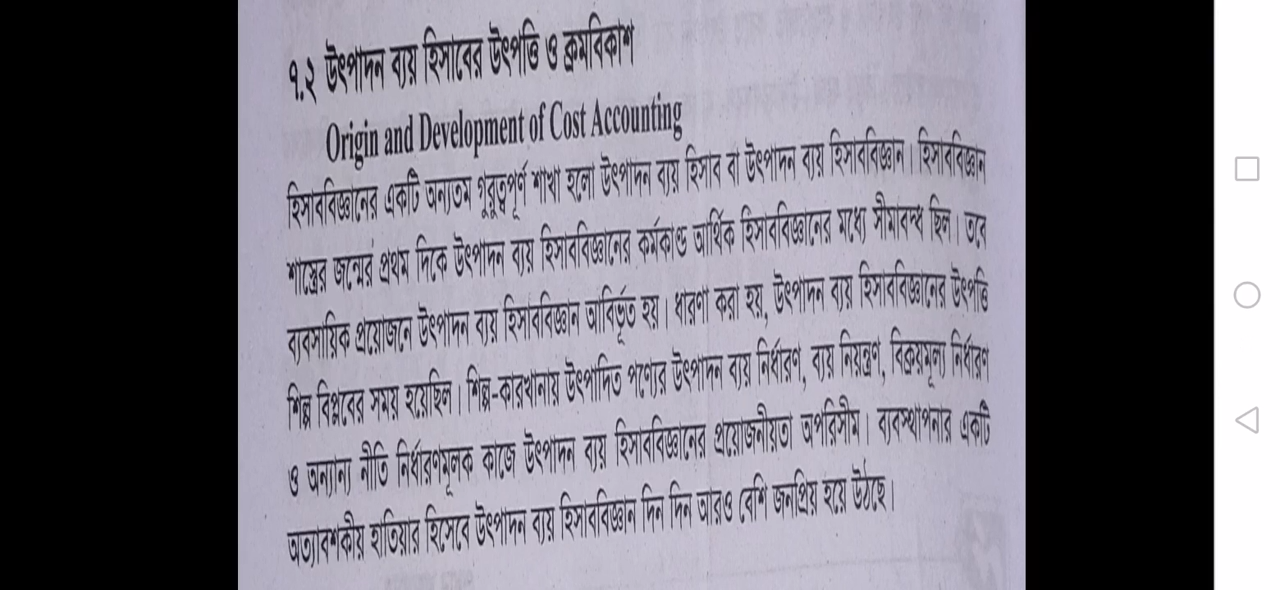 ৭.২ উৎপাদন ব্যয় হিসাবের উৎপত্তি ও ক্রমবিকাশ
Origin and Development of Cost Accounting
হিসাববিজ্ঞানের একটি অন্যতম গুরুত্বপূর্ণ শাখা হলো উৎপাদন ব্যয় হিসাব বা উৎপাদন ব্যয় হিসাববিজ্ঞান। হিসাববিজ্ঞান
শাস্ত্রের জন্মের প্রথম দিকে উৎপাদন ব্যয় হিসাববিজ্ঞানের কর্মকাণ্ড আর্থিক হিসাববিজ্ঞানের মধ্যে সীমাবদ্ধ ছিল। তবে
ব্যবসায়িক প্রয়োজনে উৎপাদন ব্যয় হিসাববিজ্ঞান আবির্ভূত হয়। ধারণা করা হয়, উৎপাদন ব্যয় হিসাববিজ্ঞানের উৎপত্তি
শিল্প বিপ্লবের সময় হয়েছিল। শিল্প-কারখানায় উৎপাদিত পণ্যের উৎপাদন ব্যয় নির্ধারণ, ব্যয় নিয়ন্ত্রণ, বিক্রয়মূল্য নির্ধারণ
ও অন্যান্য নীতি নির্ধারণমূলক কাজে উৎপাদন ব্যয় হিসাববিজ্ঞানের প্রয়োজনীয়তা অপরিসীম। ব্যবস্থাপনার একটি
অত্যাবশকীয় হাতিয়ার হিসেবে উৎপাদন ব্যয় হিসাববিজ্ঞান দিন দিন আরও বেশি জনপ্রিয় হয়ে উঠছে।